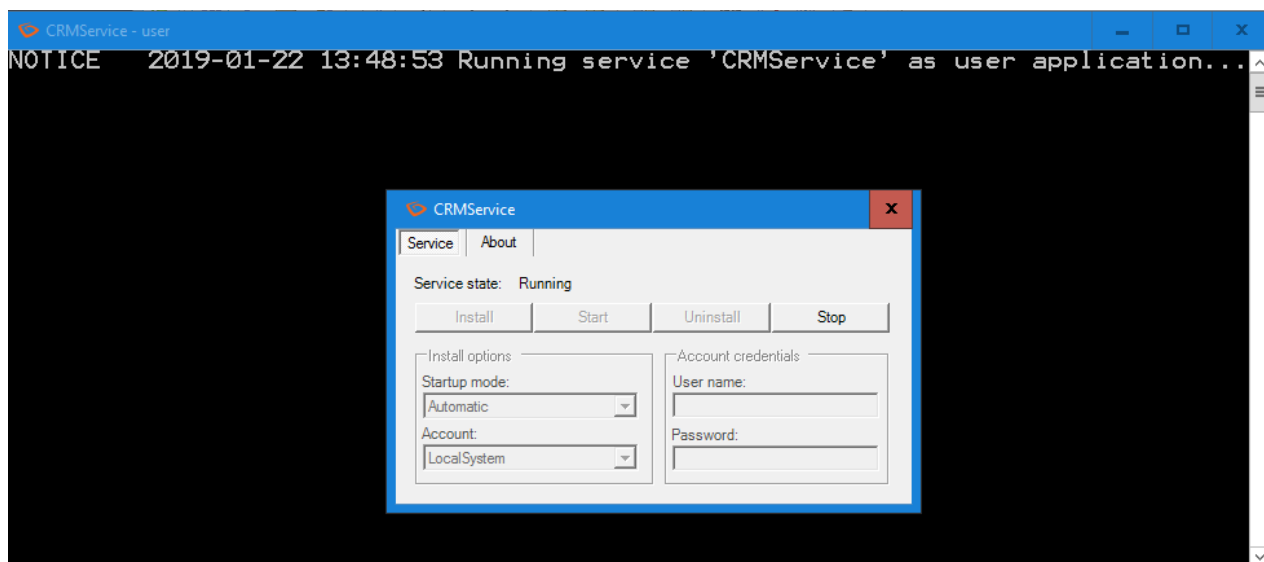 CRMService - user
NOTICE 2019-01-22 13:48:53 Running service 'CRMService' as user application...
CRMService
Service About
Service state: Running
Install Start Uninstall Stop
Install options
Startup mode:
Automatic
Account:
LocalSystem
Account credentials
User name:
Password: